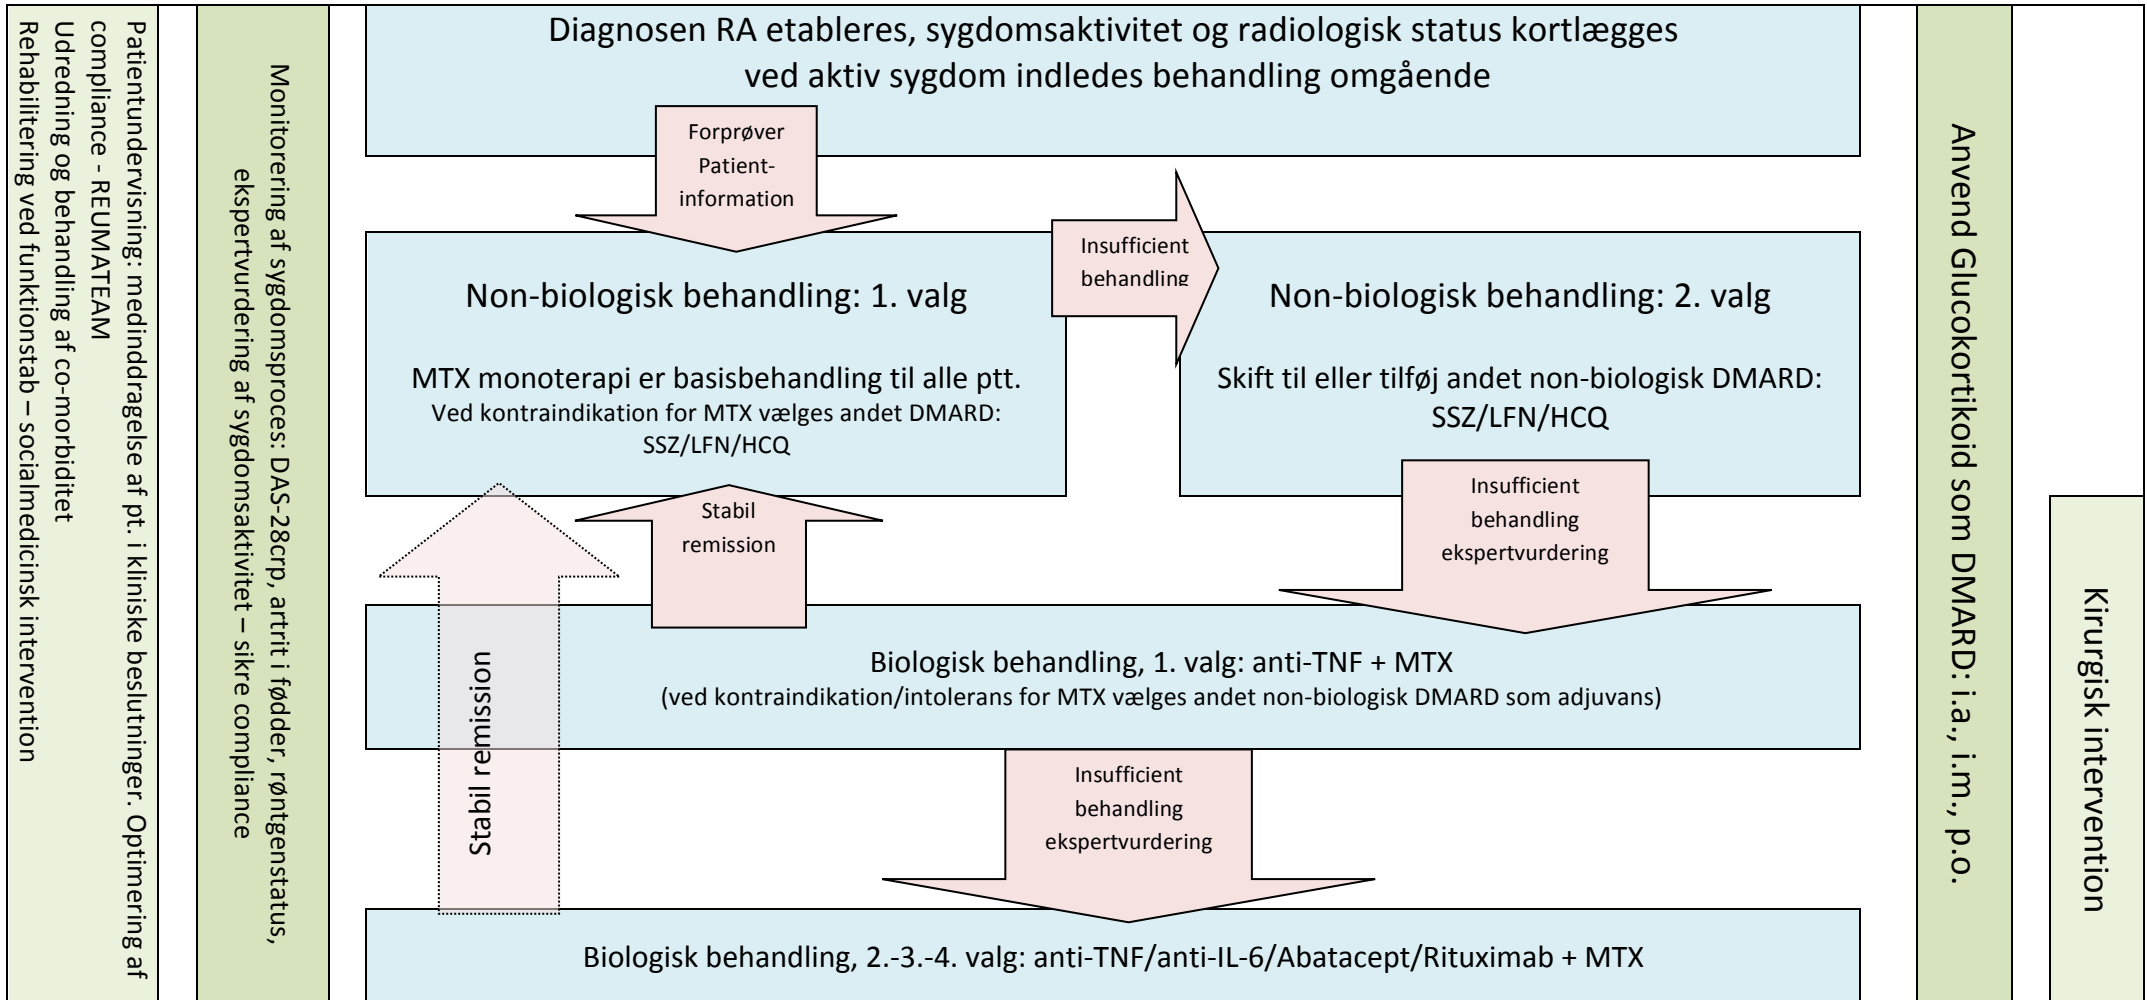 Patientundervisning: medinddragelse af pt. i kliniske beslutninger. Optimering af
compliance - REUMATEAM
Udredning og behandling af co-morbiditet
Rehabilitering ved funktionstab – socialmedicinsk intervention
Monitorering af sygdomsproces: DAS-28crp, artrit i fødder, røntgenstatus,
ekspertvurdering af sygdomsaktivitet – sikre compliance
Diagnosen RA etableres, sygdomsaktivitet og radiologisk status kortlægges
ved aktiv sygdom indledes behandling omgående
Forprøver
Patient-
information
Non-biologisk behandling: 1. valg
MTX monoterapi er basisbehandling til alle ptt.
Ved kontraindikation for MTX vælges andet DMARD:
SSZ/LFN/HCQ
Insufficient
behandling
Non-biologisk behandling: 2. valg
Skift til eller tilføj andet non-biologisk DMARD:
SSZ/LFN/HCQ
Stabil
remission
Insufficient
behandling
ekspertvurdering
Stabil remission
Biologisk behandling, 1. valg: anti-TNF + MTX
(ved kontraindikation/intolerans for MTX vælges andet non-biologisk DMARD som adjuvans)
Insufficient
behandling
ekspertvurdering
Biologisk behandling, 2.-3.-4. valg: anti-TNF/anti-IL-6/Abatacept/Rituximab + MTX
Anvend Glucokortikoid som DMARD: i.a., i.m., p.o.
Kirurgisk intervention